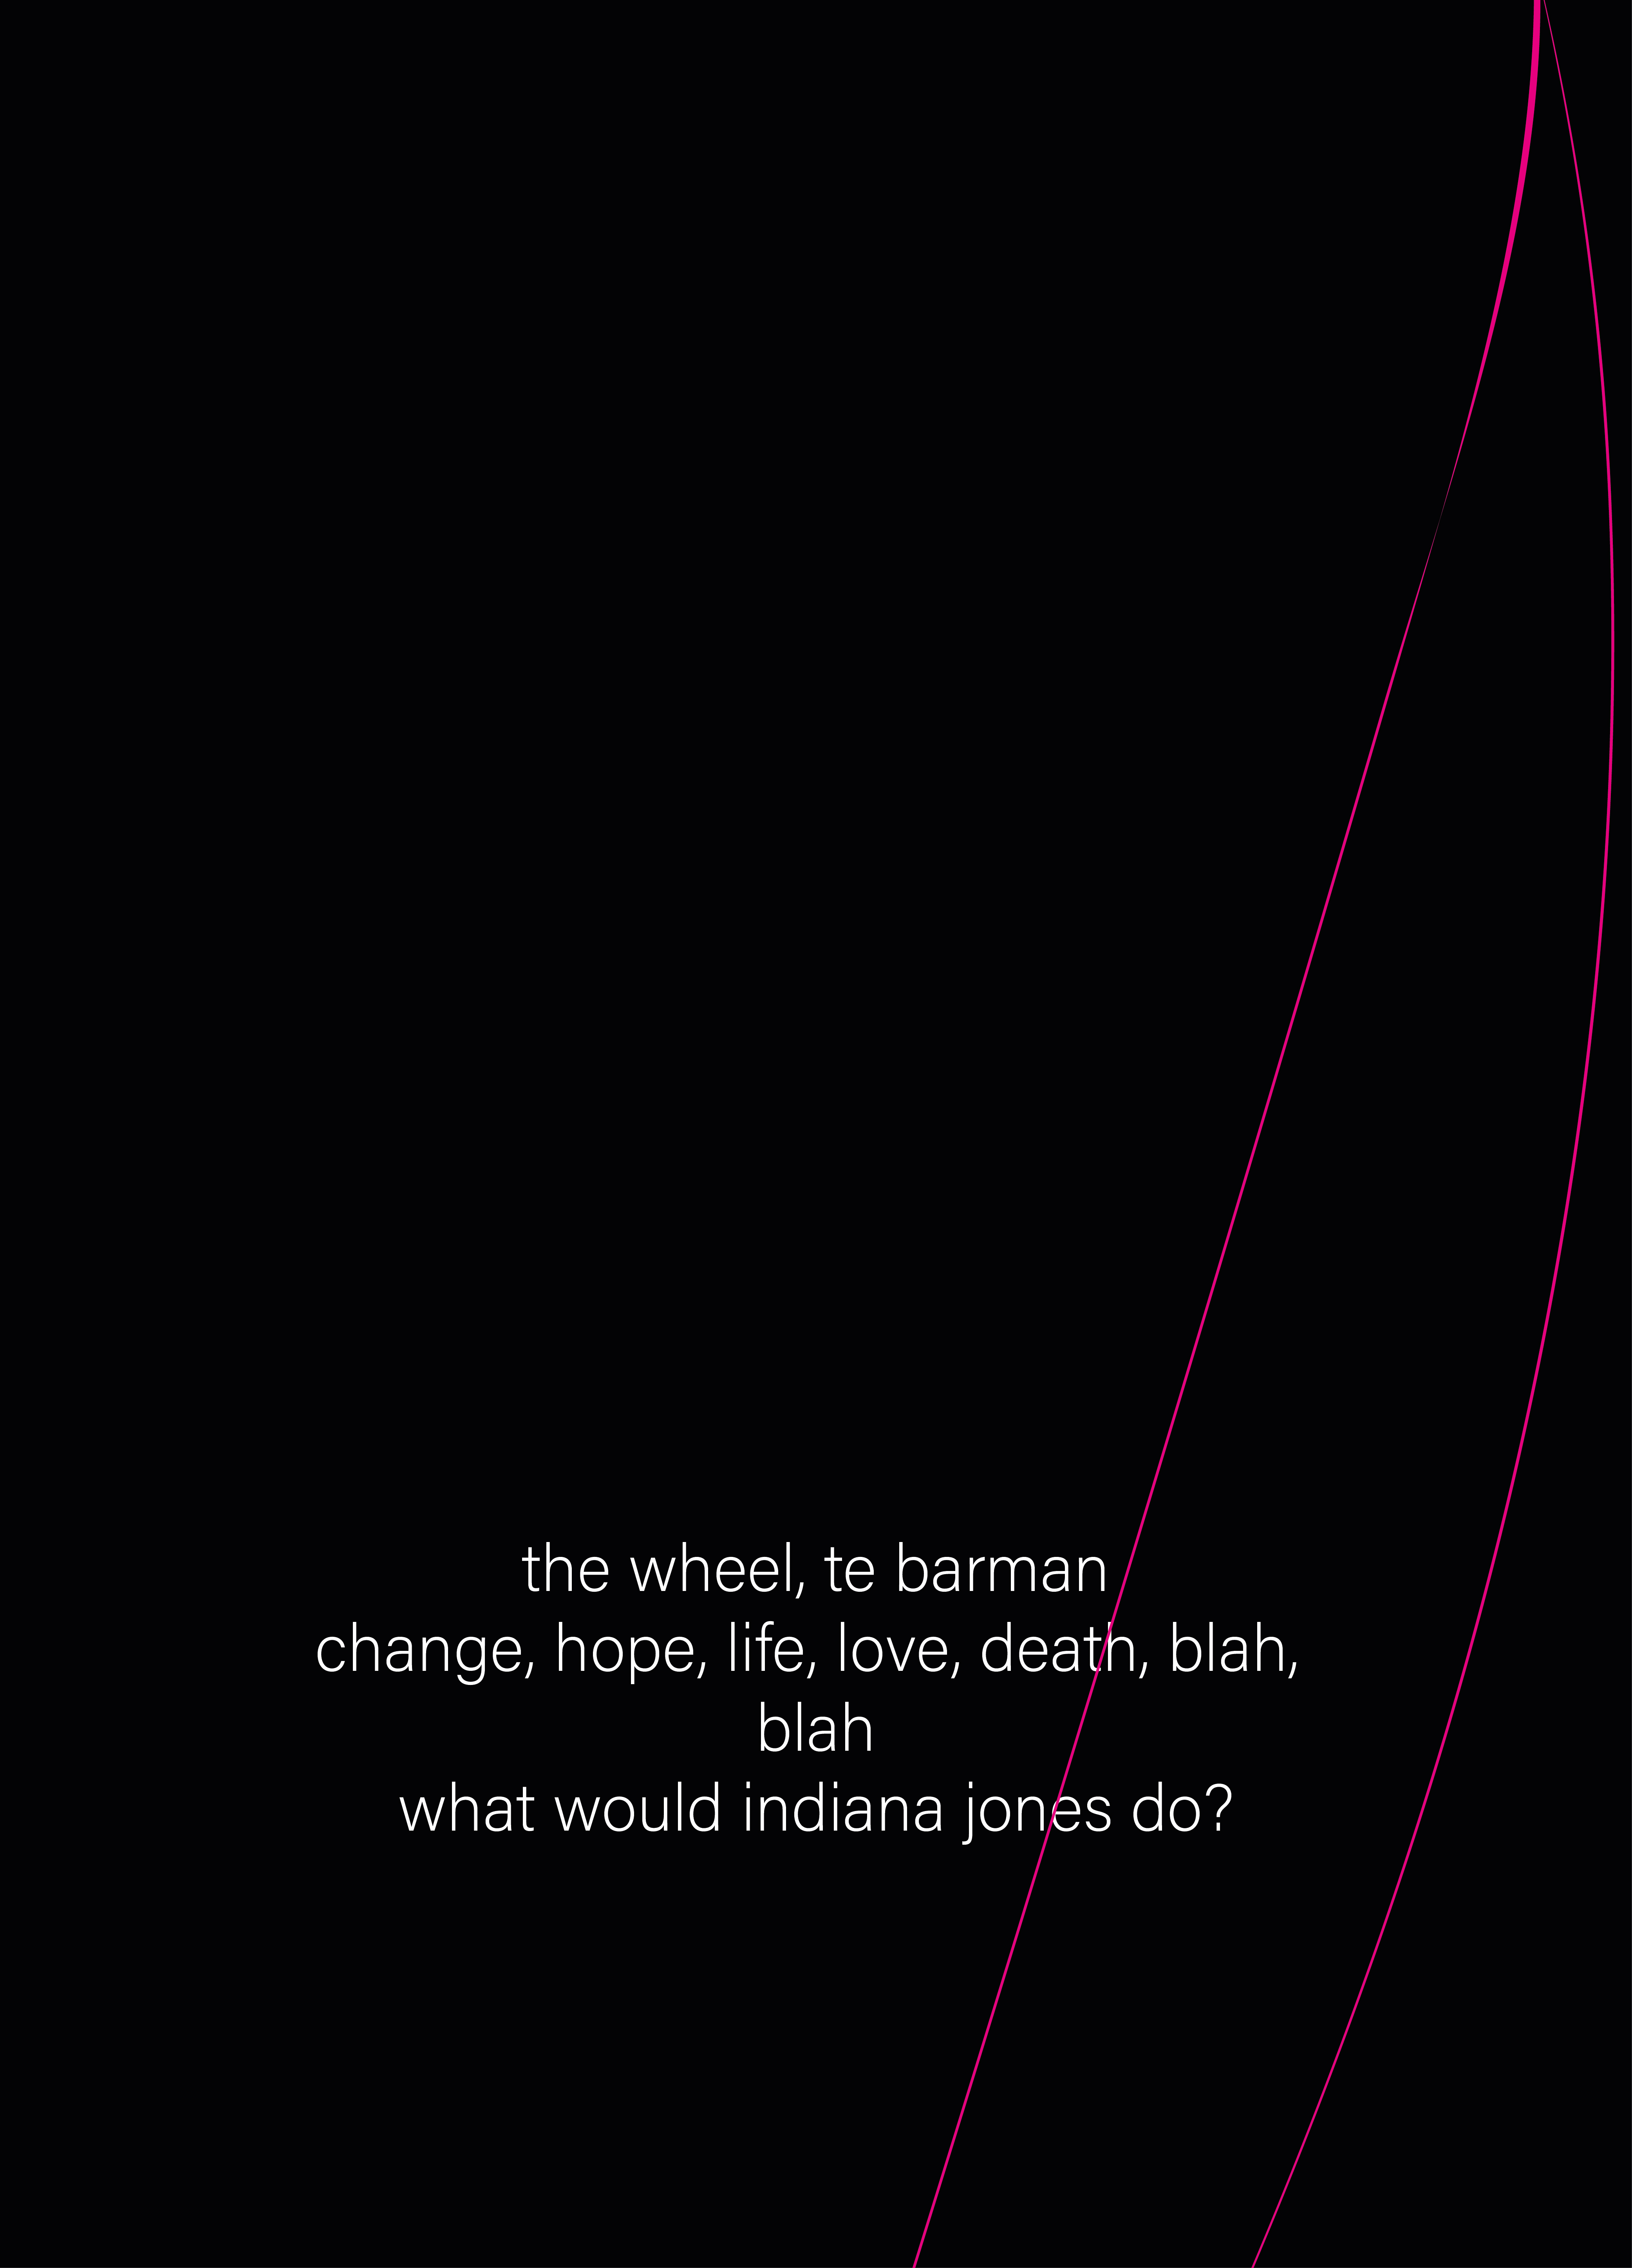 the wheel, te barman
change, hope, life, love, death, blah,
blah
what would indiana jones do?